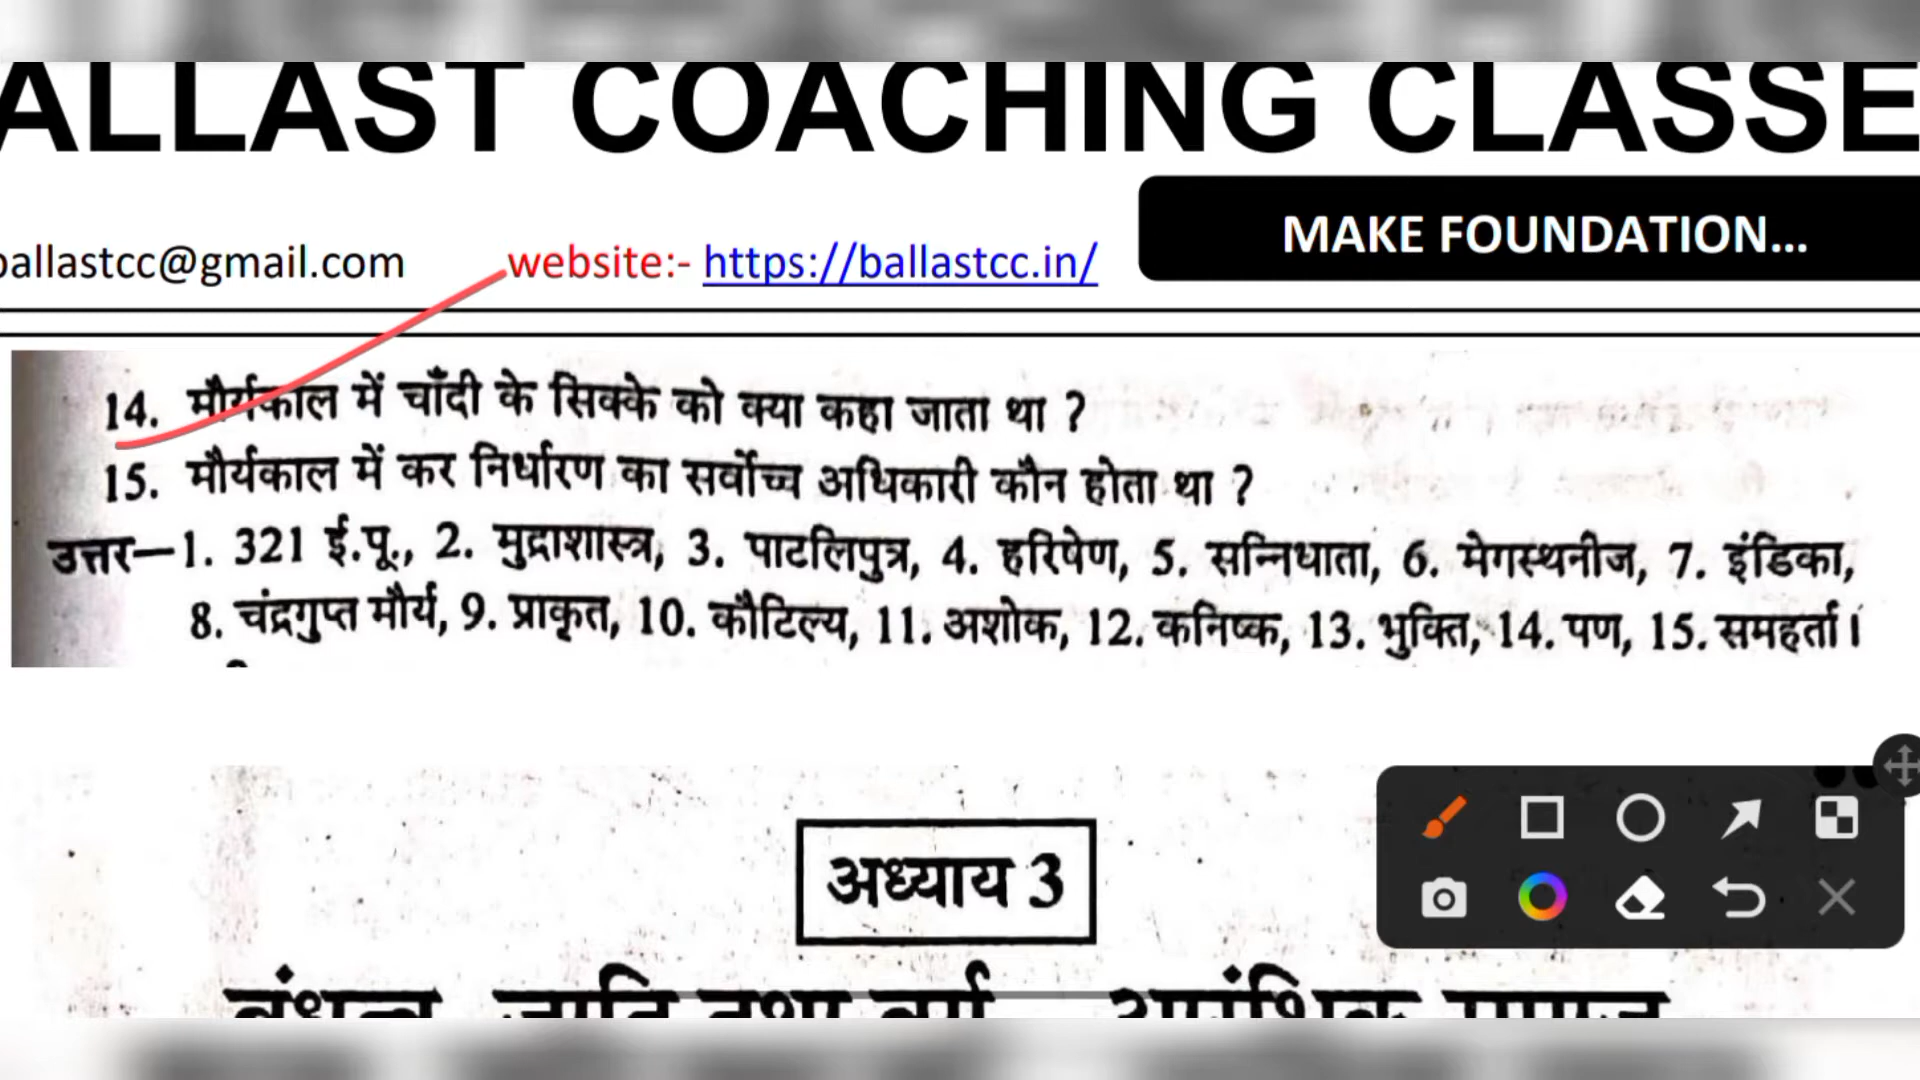 ALLAST COACHING CLASSE
MAKE FOUNDATION...
ballastcc@gmail.com website:- https://ballastcc.in/
14. मौर्यकाल में चाँदी के सिक्के को क्या कहा जाता था ?
15. मौर्यकाल में कर निर्धारण का सर्वोच्च अधिकारी कौन होता था ?
उत्तर—1. 321 ई.पू., 2. मुद्राशास्त्र, 3. पाटलिपुत्र, 4. हरिषेण, 5. सन्निधाता, 6. मेगस्थनीज, 7. इंडिका,
8. चंद्रगुप्त मौर्य, 9. प्राकृत, 10. कौटिल्य, 11. अशोक, 12. कनिष्क, 13. भुक्ति, 14. पण, 15. समहर्ता।
अध्याय 3